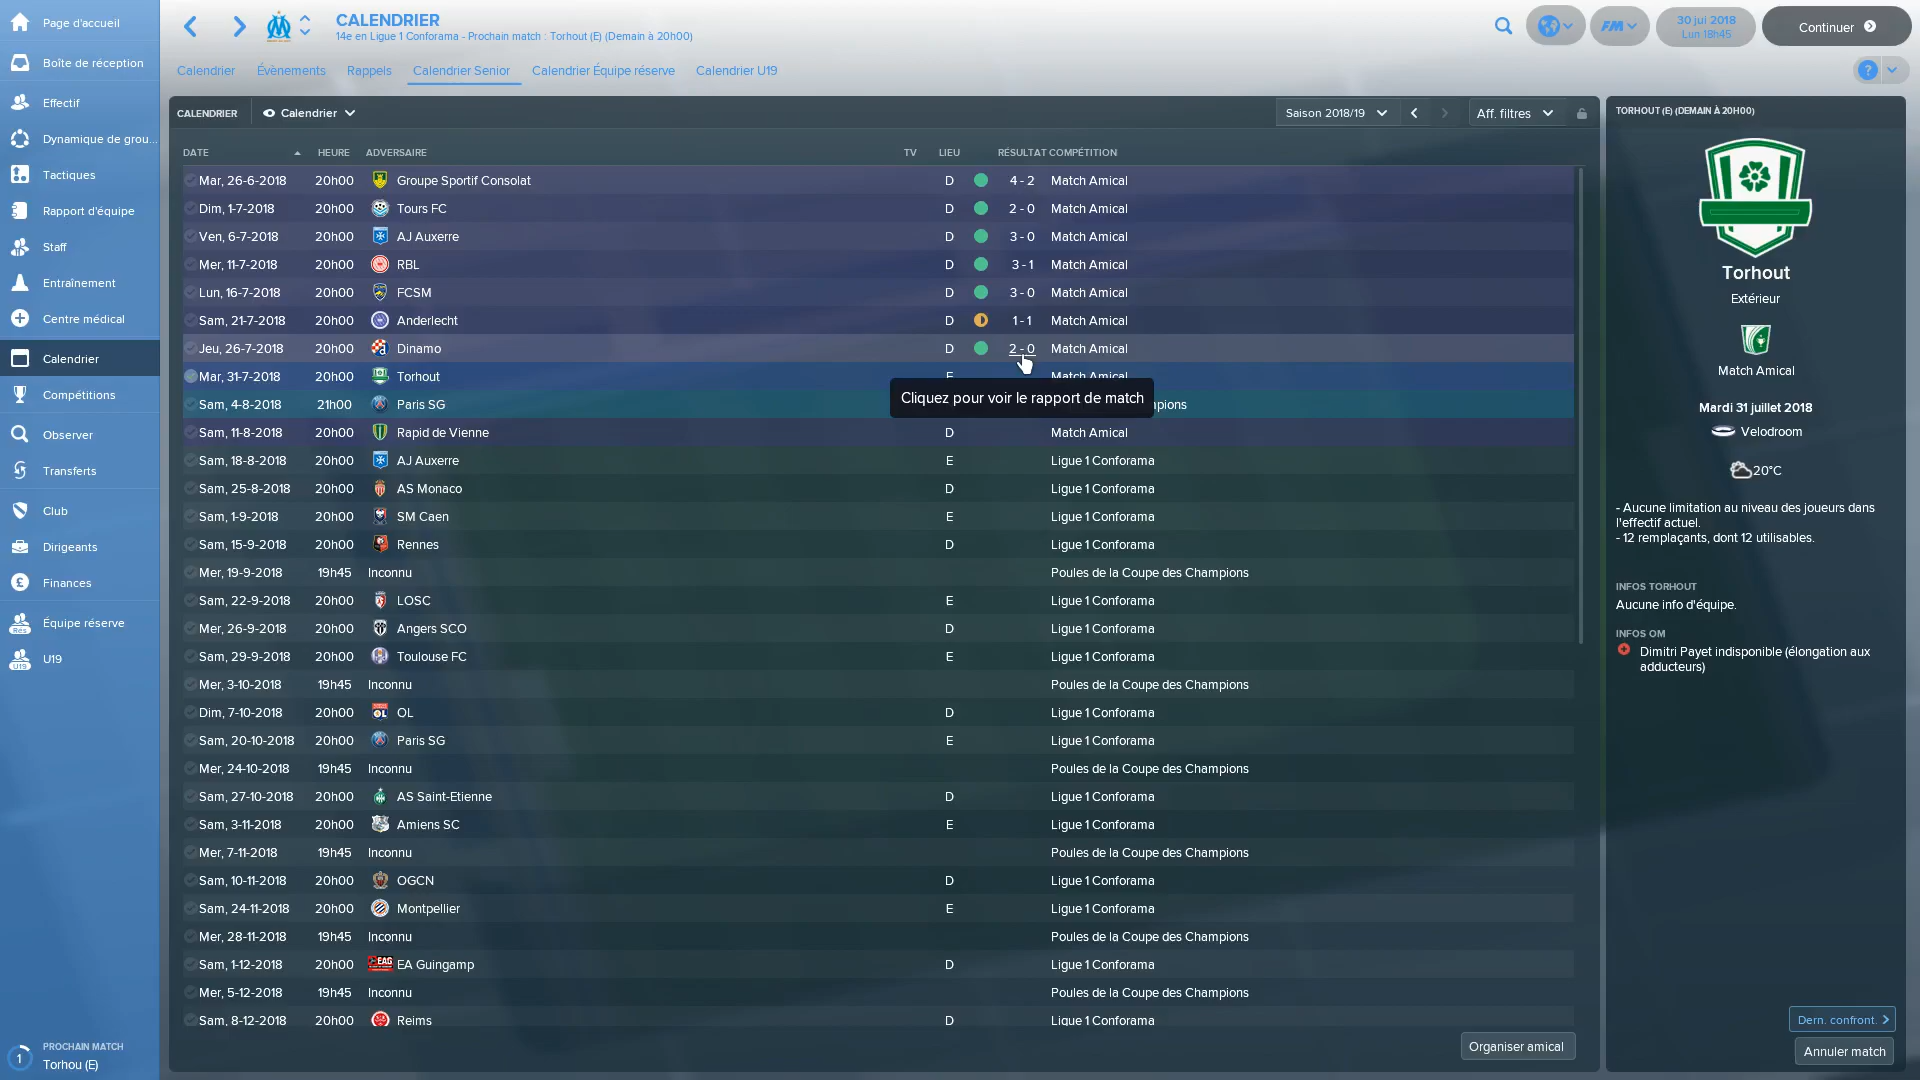 Page d'accueil
Boîte de réception
Effectif
Dynamique de grou...
Tactiques
Rapport d'équipe
Staff
Entraînement
Centre médical
Calendrier
Compétitions
Observer
Transferts
Club
Dirigeants
Finances
Rés
Équipe réserve
U19
U19
1
PROCHAIN MATCH
Torhou (E)
CALENDRIER
14e en Ligue 1 Conforama - Prochain match : Torhout (E) (Demain à 20h00)
FM
30 jui 2018
Lun 18h45
Continuer
Calendrier Évènements Rappels Calendrier Senior Calendrier Équipe réserve Calendrier U19
?
CALENDRIER Calendrier Saison 2018/19 Aff. filtres
DATE HEURE ADVERSAIRE TV LIEU RÉSULTAT COMPÉTITION
Mar, 26-6-2018 20h00 Groupe Sportif Consolat D 4 - 2 Match Amical
Dim, 1-7-2018 20h00 Tours FC D 2 - 0 Match Amical
Ven, 6-7-2018 20h00 AJ Auxerre D 3 - 0 Match Amical
Mer, 11-7-2018 20h00 RBL D 3 - 1 Match Amical
Lun, 16-7-2018 20h00 FCSM D 3 - 0 Match Amical
Sam, 21-7-2018 20h00 Anderlecht D 1 - 1 Match Amical
Jeu, 26-7-2018 20h00 Dinamo D 2 - 0 Match Amical
Mar, 31-7-2018 20h00 Torhout E Match Amical
Cliquez pour voir le rapport de match
Sam, 4-8-2018 21h00 Paris SG
Sam, 11-8-2018 20h00 Rapid de Vienne D Match Amical
Sam, 18-8-2018 20h00 AJ Auxerre E Ligue 1 Conforama
Sam, 25-8-2018 20h00 AS Monaco D Ligue 1 Conforama
Sam, 1-9-2018 20h00 SM Caen E Ligue 1 Conforama
Sam, 15-9-2018 20h00 Rennes D Ligue 1 Conforama
Mer, 19-9-2018 19h45 Inconnu Poules de la Coupe des Champions
Sam, 22-9-2018 20h00 LOSC E Ligue 1 Conforama
Mer, 26-9-2018 20h00 Angers SCO D Ligue 1 Conforama
Sam, 29-9-2018 20h00 Toulouse FC E Ligue 1 Conforama
Mer, 3-10-2018 19h45 Inconnu Poules de la Coupe des Champions
Dim, 7-10-2018 20h00 OL D Ligue 1 Conforama
Sam, 20-10-2018 20h00 Paris SG E Ligue 1 Conforama
Mer, 24-10-2018 19h45 Inconnu Poules de la Coupe des Champions
Sam, 27-10-2018 20h00 AS Saint-Etienne D Ligue 1 Conforama
Sam, 3-11-2018 20h00 Amiens SC E Ligue 1 Conforama
Mer, 7-11-2018 19h45 Inconnu Poules de la Coupe des Champions
Sam, 10-11-2018 20h00 OGCN D Ligue 1 Conforama
Sam, 24-11-2018 20h00 Montpellier E Ligue 1 Conforama
Mer, 28-11-2018 19h45 Inconnu Poules de la Coupe des Champions
Sam, 1-12-2018 20h00 EA Guingamp D Ligue 1 Conforama
Mer, 5-12-2018 19h45 Inconnu Poules de la Coupe des Champions
Sam, 8-12-2018 20h00 Reims D Ligue 1 Conforama
Organiser amical
TORHOUT (E) (DEMAIN À 20H00)
Torhout
Extérieur
Match Amical
Mardi 31 juillet 2018
Velodroom
20°C
- Aucune limitation au niveau des joueurs dans
l'effectif actuel.
- 12 remplaçants, dont 12 utilisables.
INFOS TORHOUT
Aucune info d'équipe.
INFOS OM
Dimitri Payet indisponible (élongation aux
adducteurs)
Dern. confront.
Annuler match